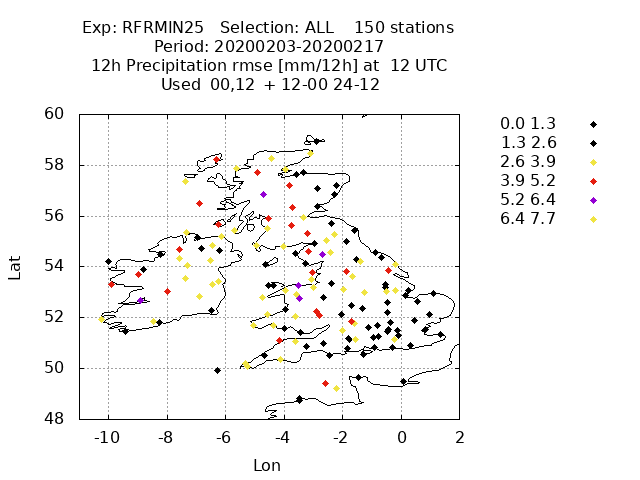 Exp: RFRMIN25 Selection: ALL 150 stations
Period: 20200203-20200217
12h Precipitation rmse [mm/12h] at 12 UTC
Used 00,12 + 12-00 24-12
60
58
56
54
52
50
48
Lat
-10 -8 -6 -4 -2 0 2
Lon
0.0 1.3
1.3 2.6
2.6 3.9
3.9 5.2
5.2 6.4
6.4 7.7